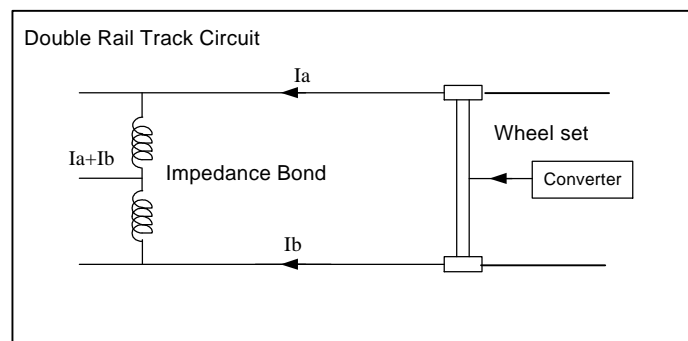 Double Rail Track Circuit
Ia
Wheel set
Ia+Ib
Impedance Bond
Converter
Ib